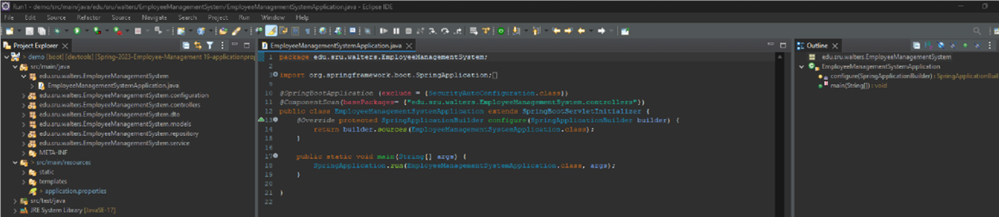 Run1 - demo/src/main/java/edu/sru/walters/EmployeeManagementSystem/EmployeeManagementSystemApplication.java - Eclipse IDE
File Edit Source Refactor Source Navigate Search Project Run Window Help
Project Explorer
demo [boot] [devtools] [Spring-2023-Employee-Management 19-applicationprop
src/main/java
edu.sru.walters.EmployeeManagementSystem
EmployeeManagementSystemApplication.java
edu.sru.walters.EmployeeManagementSystem.configuration
edu.sru.walters.EmployeeManagementSystem.controllers
edu.sru.walters.EmployeeManagementSystem.dto
edu.sru.walters.EmployeeManagementSystem.models
edu.sru.walters.EmployeeManagementSystem.repository
edu.sru.walters.EmployeeManagementSystem.service
META-INF
src/main/resources
static
templates
application.properties
src/test/java
JRE System Library [JavaSE-17]
EmployeeManagementSystemApplication.java
1 package edu.sru.walters.EmployeeManagementSystem;
2
3 import org.springframework.boot.SpringApplication;
9
10 @SpringBootApplication (exclude = {SecurityAutoConfiguration.class})
11 @ComponentScan(basePackages= {"edu.sru.walters.EmployeeManagementSystem.controllers"})
12 public class EmployeeManagementSystemApplication extends SpringBootServletInitializer {
13 @Override protected SpringApplicationBuilder configure(SpringApplicationBuilder builder) {
14 return builder.sources(EmployeeManagementSystemApplication.class);
15 }
16
17 public static void main(String[] args) {
18 SpringApplication.run(EmployeeManagementSystemApplication.class, args);
19 }
20
21 }
22
Outline
edu.sru.walters.EmployeeManagementSystem
EmployeeManagementSystemApplication
configure(SpringApplicationBuilder) : SpringApplicationBuil
main(String[]) : void